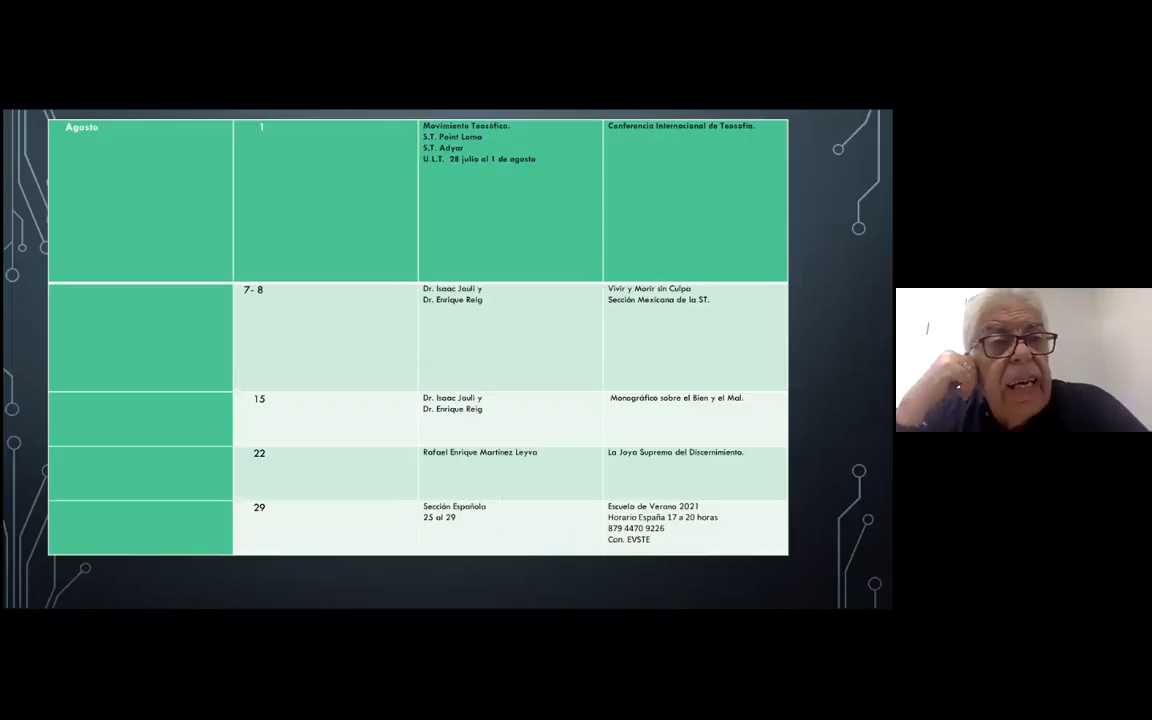 Agosto
1
Movimiento Teosófico.
S.T. Point Loma
S.T. Adyar
U.L.T. 28 julio al 1 de agosto
Conferencia Internacional de Teosofía.
7- 8
Dr. Isaac Jauli y
Dr. Enrique Reig
Vivir y Morir sin Culpa
Sección Mexicana de la ST.
15
Dr. Isaac Jauli y
Dr. Enrique Reig
Monográfico sobre el Bien y el Mal.
22
Rafael Enrique Martínez Leyva
La Joya Suprema del Discernimiento.
29
Sección Española
25 al 29
Escuela de Verano 2021
Horario España 17 a 20 horas
879 4470 9226
Con. EVSTE